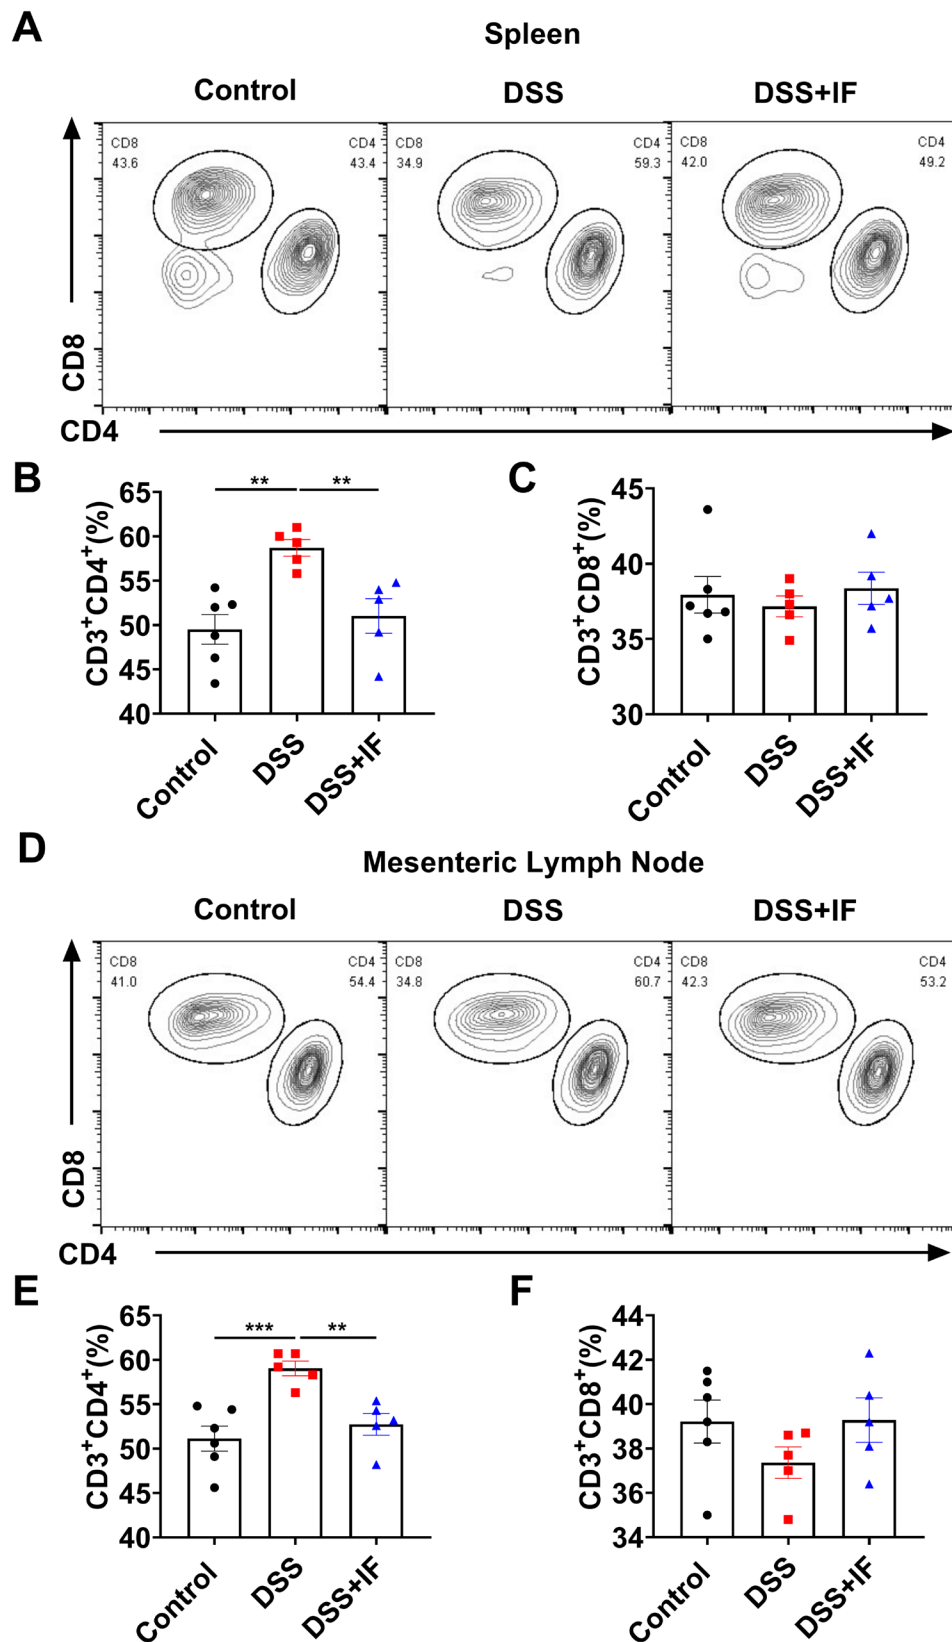 A
Spleen
Control DSS DSS+IF
CD8 CD4 CD8 CD4 CD8 CD4
43.6 43.4 34.9 59.3 42.0 49.2
CD8
CD4
B
CD3+CD4+(%)
65
60
55
50
45
40
** **
Control DSS DSS+IF
C
CD3+CD8+(%)
45
40
35
30
Control DSS DSS+IF
D
Mesenteric Lymph Node
Control DSS DSS+IF
CD8 CD4 CD8 CD4 CD8 CD4
41.0 54.4 34.8 60.7 42.3 53.2
CD8
CD4
E
CD3+CD4+(%)
65
60
55
50
45
40
*** **
Control DSS DSS+IF
F
CD3+CD8+(%)
44
42
40
38
36
34
Control DSS DSS+IF